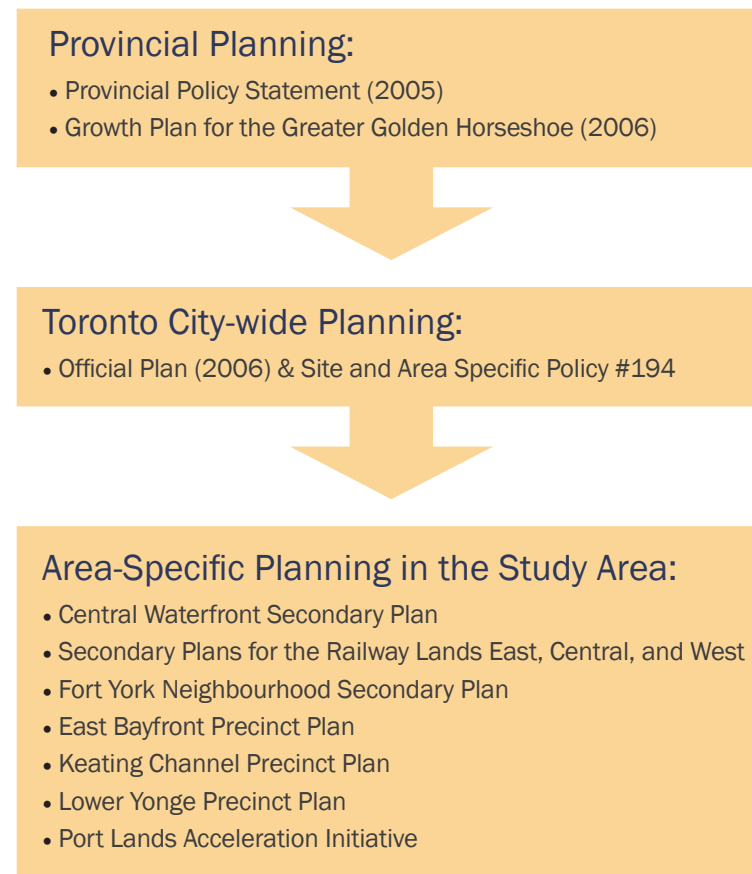 Provincial Planning:
• Provincial Policy Statement (2005)
• Growth Plan for the Greater Golden Horseshoe (2006)
Toronto City-wide Planning:
• Official Plan (2006) & Site and Area Specific Policy #194
Area-Specific Planning in the Study Area:
• Central Waterfront Secondary Plan
• Secondary Plans for the Railway Lands East, Central, and West
• Fort York Neighbourhood Secondary Plan
• East Bayfront Precinct Plan
• Keating Channel Precinct Plan
• Lower Yonge Precinct Plan
• Port Lands Acceleration Initiative